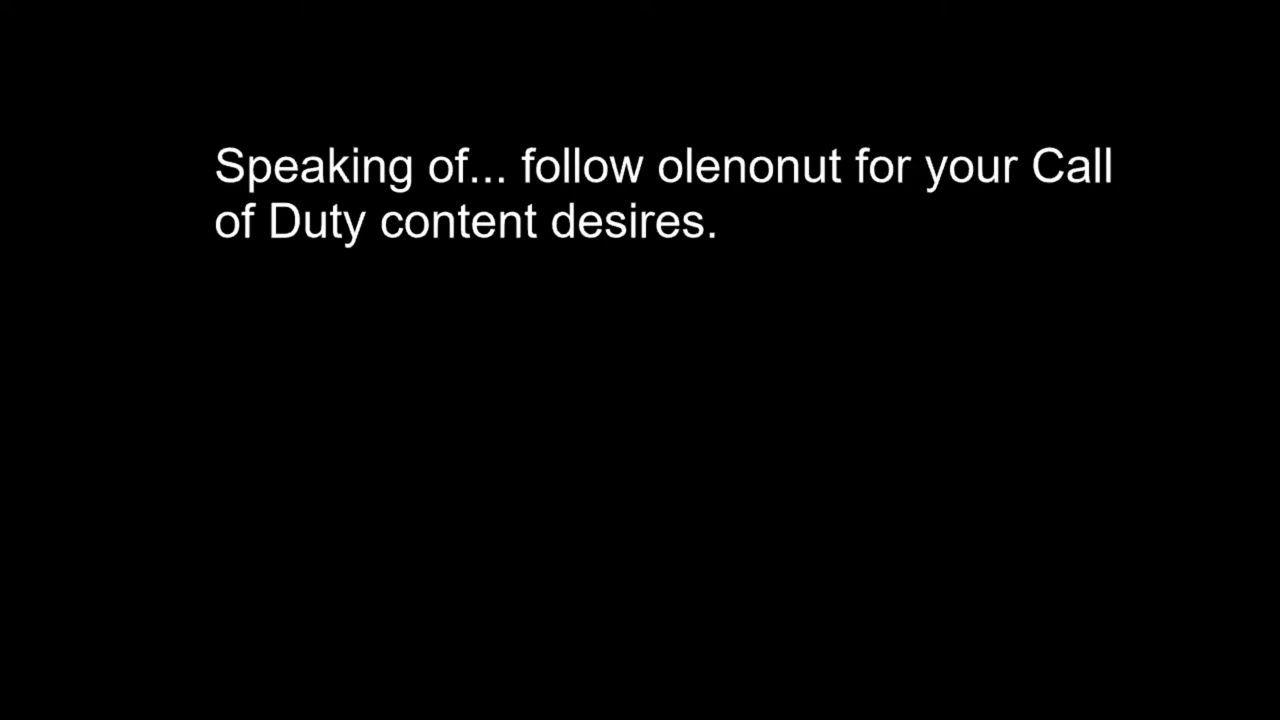 Speaking of... follow olenonut for your Call
of Duty content desires.